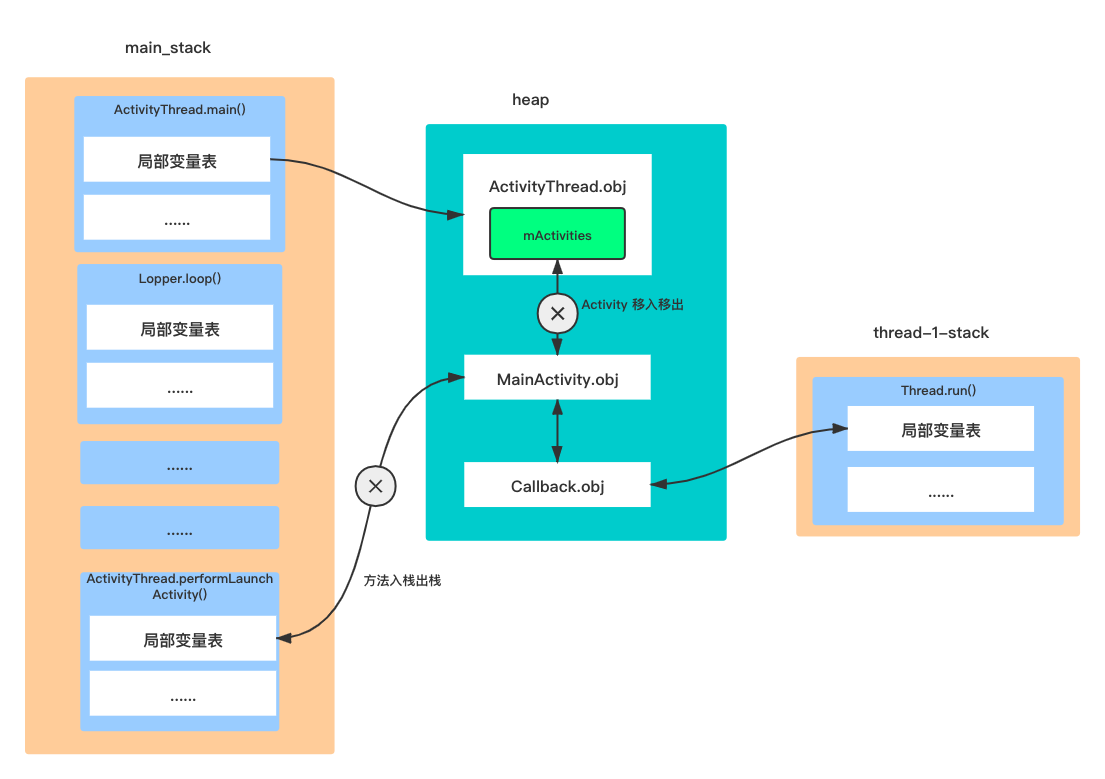 main_stack
ActivityThread.main()
局部变量表
......
Lopper.loop()
局部变量表
......
......
......
ActivityThread.performLaunch
Activity()
局部变量表
......
方法入栈出栈
heap
ActivityThread.obj
mActivities
Activity 移入移出
MainActivity.obj
Callback.obj
thread-1-stack
Thread.run()
局部变量表
......